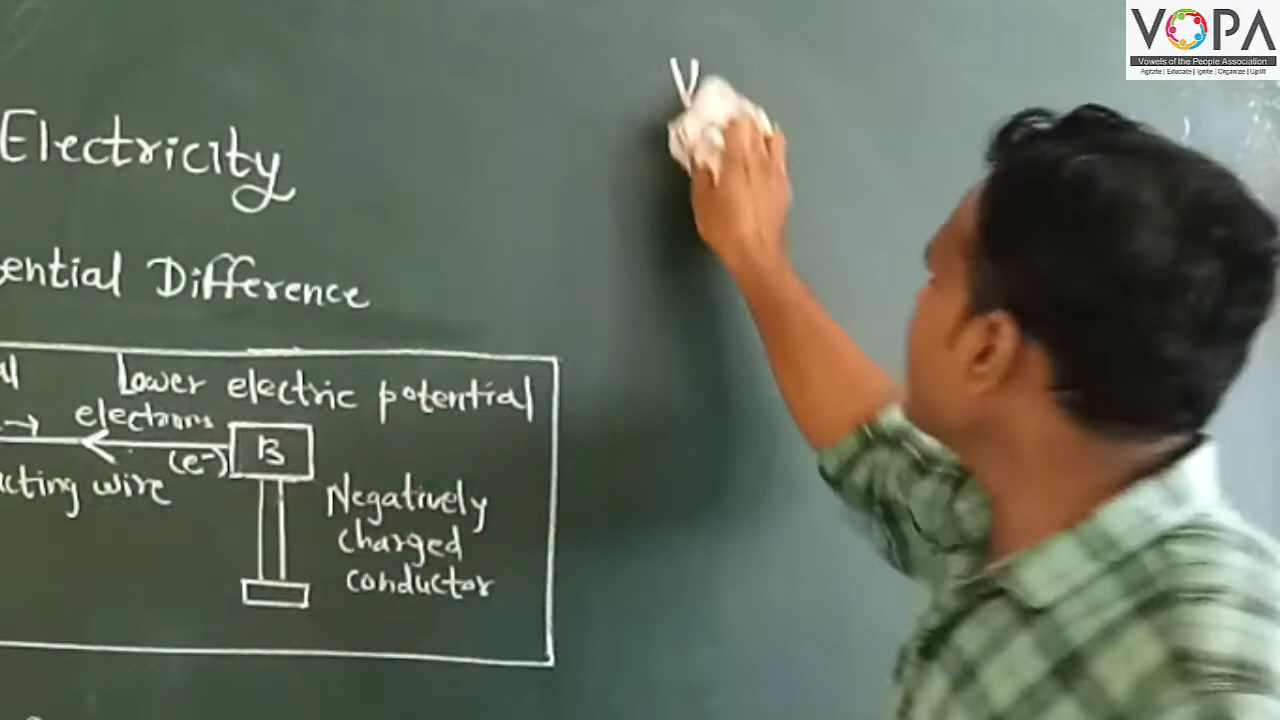 Electricity
ential Difference
Lower electric potential
electrons
(e-)
B
cting wire
Negatively
charged
conductor
V
VOPA
Vowels of the People Association
Agitate | Educate | Ignite | Organize | Uplift